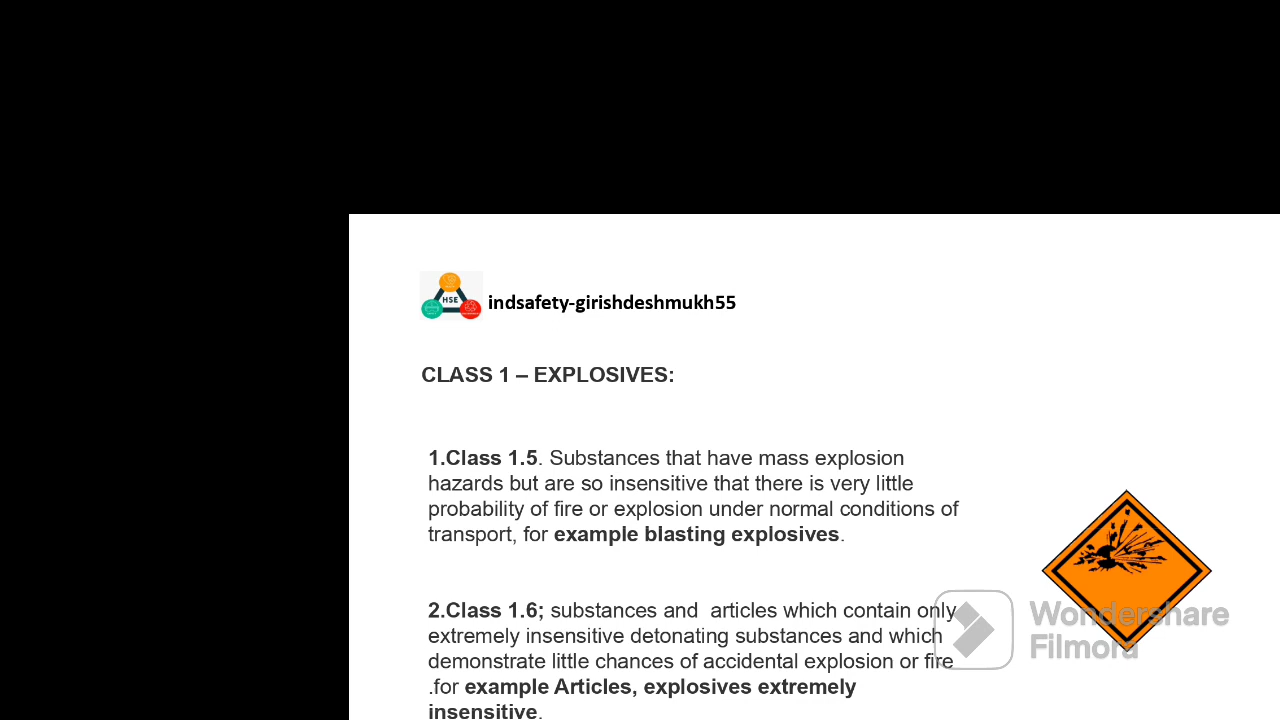 HSE
indsafety-girishdeshmukh55
CLASS 1 – EXPLOSIVES:
1.Class 1.5. Substances that have mass explosion
hazards but are so insensitive that there is very little
probability of fire or explosion under normal conditions of
transport, for example blasting explosives.
2.Class 1.6; substances and  articles which contain only
extremely insensitive detonating substances and which
demonstrate little chances of accidental explosion or fire
.for example Articles, explosives extremely
insensitive.
Wondershare
Filmora